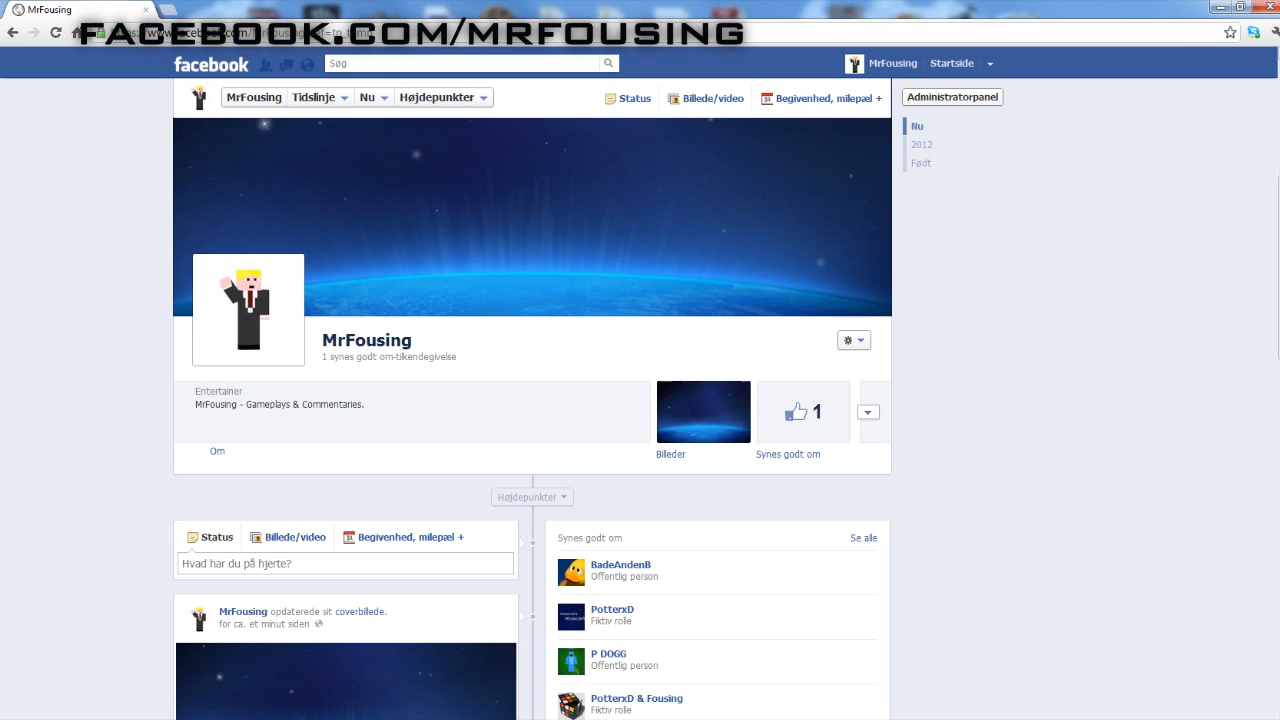 MrFousing
FACEBOOK.COM/MRFOUSING
facebook
Søg
MrFousing Startside
MrFousing Tidslinje Nu Højdepunkter
Status Billede/video Begivenhed, milepæl +
Administratorpanel
Nu
2012
Født
MrFousing
1 synes godt om-tilkendegivelse
Entertainer
MrFousing - Gameplays & Commentaries.
1
Om
Billeder
Synes godt om
Højdepunkter
Status Billede/video Begivenhed, milepæl +
Hvad har du på hjerte?
MrFousing opdaterede sit coverbillede.
for ca. et minut siden
Synes godt om Se alle
BadeAndenB
Offentlig person
PotterxD
Fiktiv rolle
P DOGG
Offentlig person
PotterxD & Fousing
Fiktiv rolle